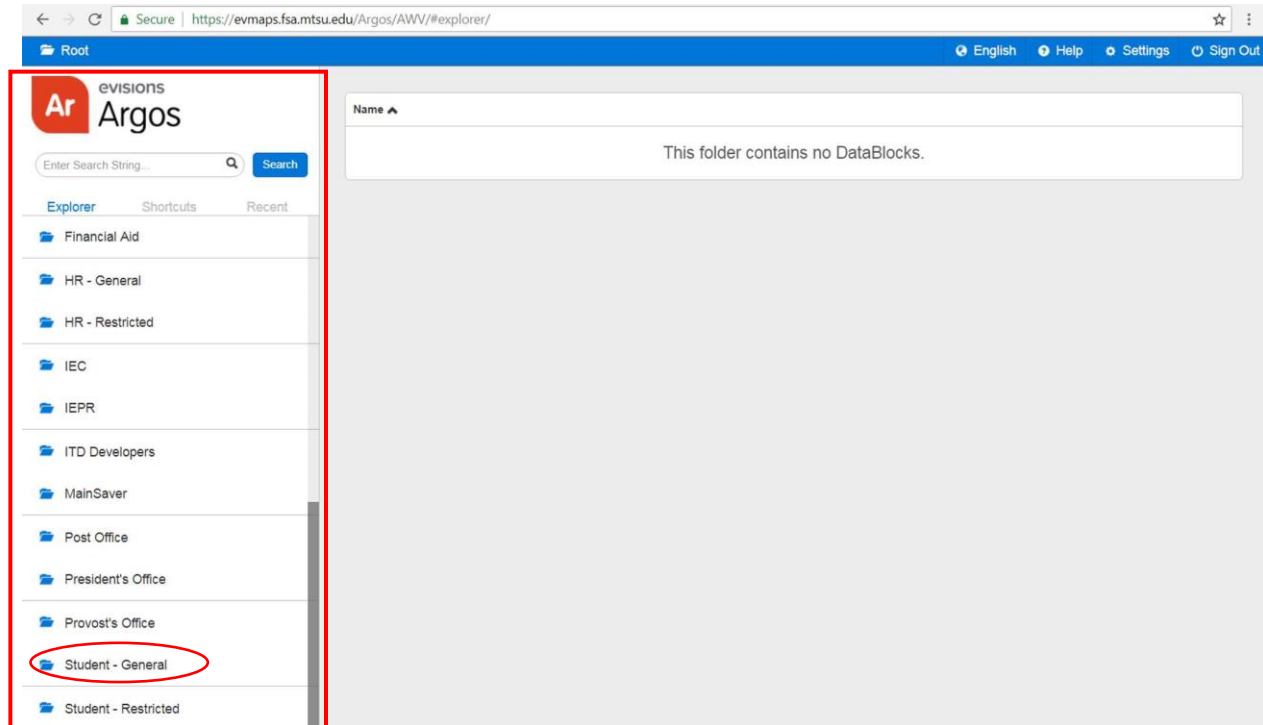 Secure | https://evmaps.fsa.mtsu.edu/Argos/AWV/#explorer/
Root English Help Settings Sign Out
Ar evisions Argos
Name
Enter Search String... Search
This folder contains no DataBlocks.
Explorer Shortcuts Recent
Financial Aid
HR - General
HR - Restricted
IEC
IEPR
ITD Developers
MainSaver
Post Office
President's Office
Provost's Office
Student - General
Student - Restricted